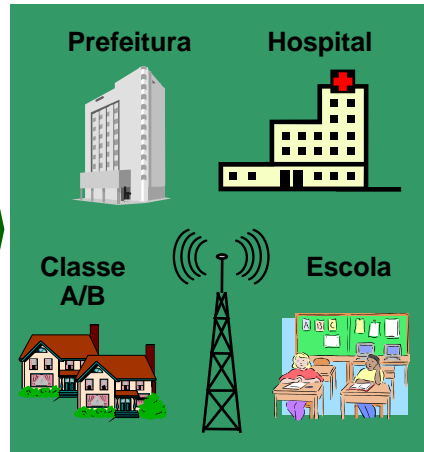 Prefeitura
Hospital
Classe
A/B
Escola
A B C